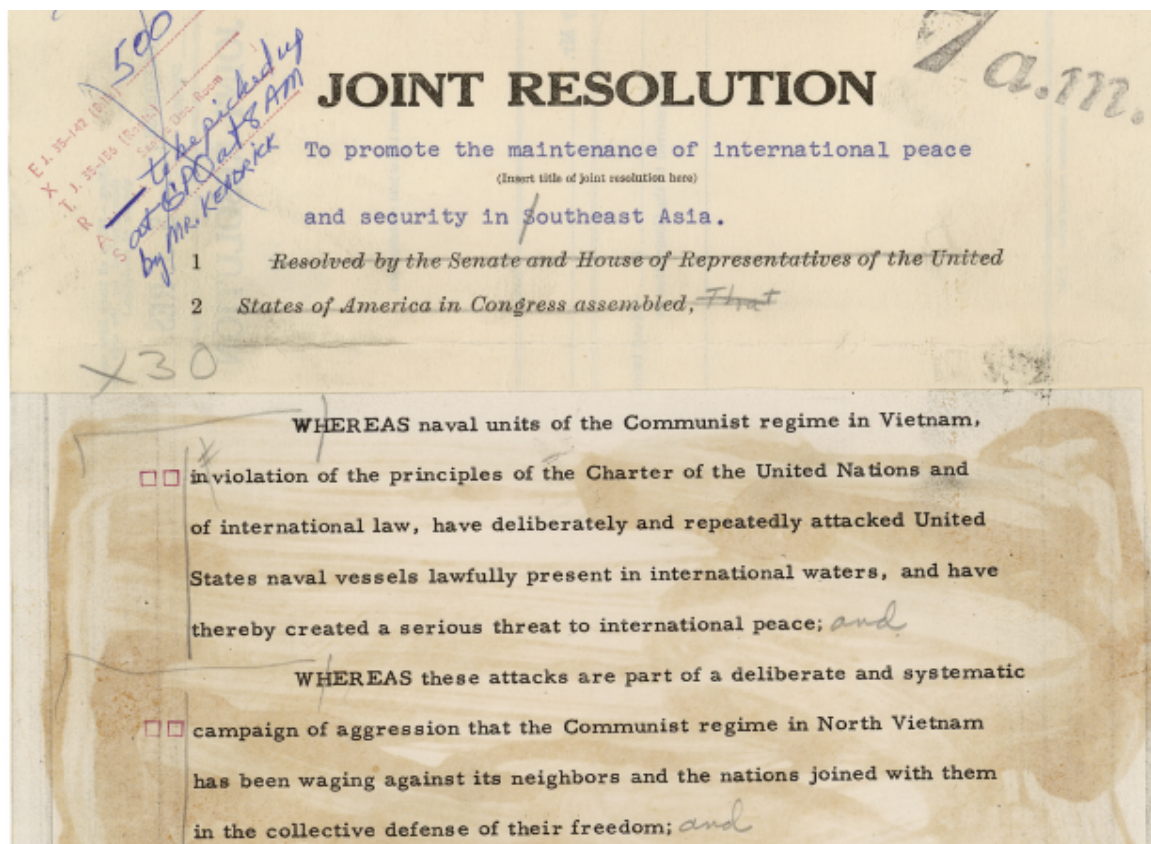 500
E J. 35-142
X T. J. 35-156
R
A
S
Doc. Room
to be picked up
at GPO at 8 AM
by MR. KENDRICK
7 a.m.
JOINT RESOLUTION
To promote the maintenance of international peace
(Insert title of joint resolution here)
and security in Southeast Asia.
1 Resolved by the Senate and House of Representatives of the United
2 States of America in Congress assembled, That
X30
WHEREAS naval units of the Communist regime in Vietnam,
in violation of the principles of the Charter of the United Nations and
of international law, have deliberately and repeatedly attacked United
States naval vessels lawfully present in international waters, and have
thereby created a serious threat to international peace; and
WHEREAS these attacks are part of a deliberate and systematic
campaign of aggression that the Communist regime in North Vietnam
has been waging against its neighbors and the nations joined with them
in the collective defense of their freedom; and